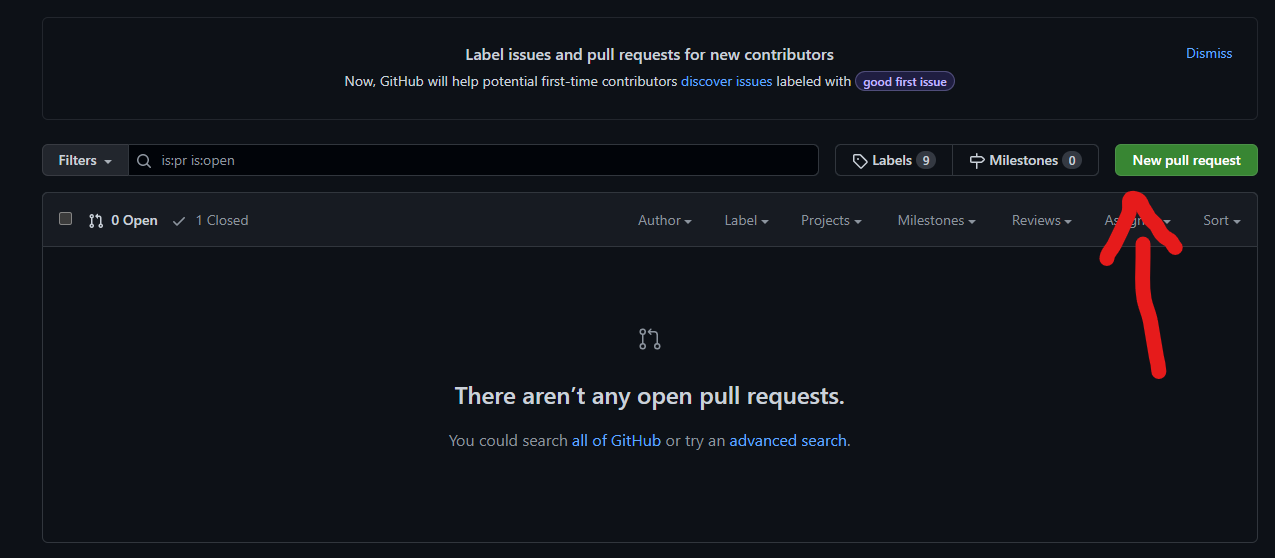 Label issues and pull requests for new contributors
Dismiss
Now, GitHub will help potential first-time contributors discover issues labeled with good first issue
Filters is:pr is:open Labels 9 Milestones 0 New pull request
0 Open 1 Closed Author Label Projects Milestones Reviews Sort
There aren’t any open pull requests.
You could search all of GitHub or try an advanced search.